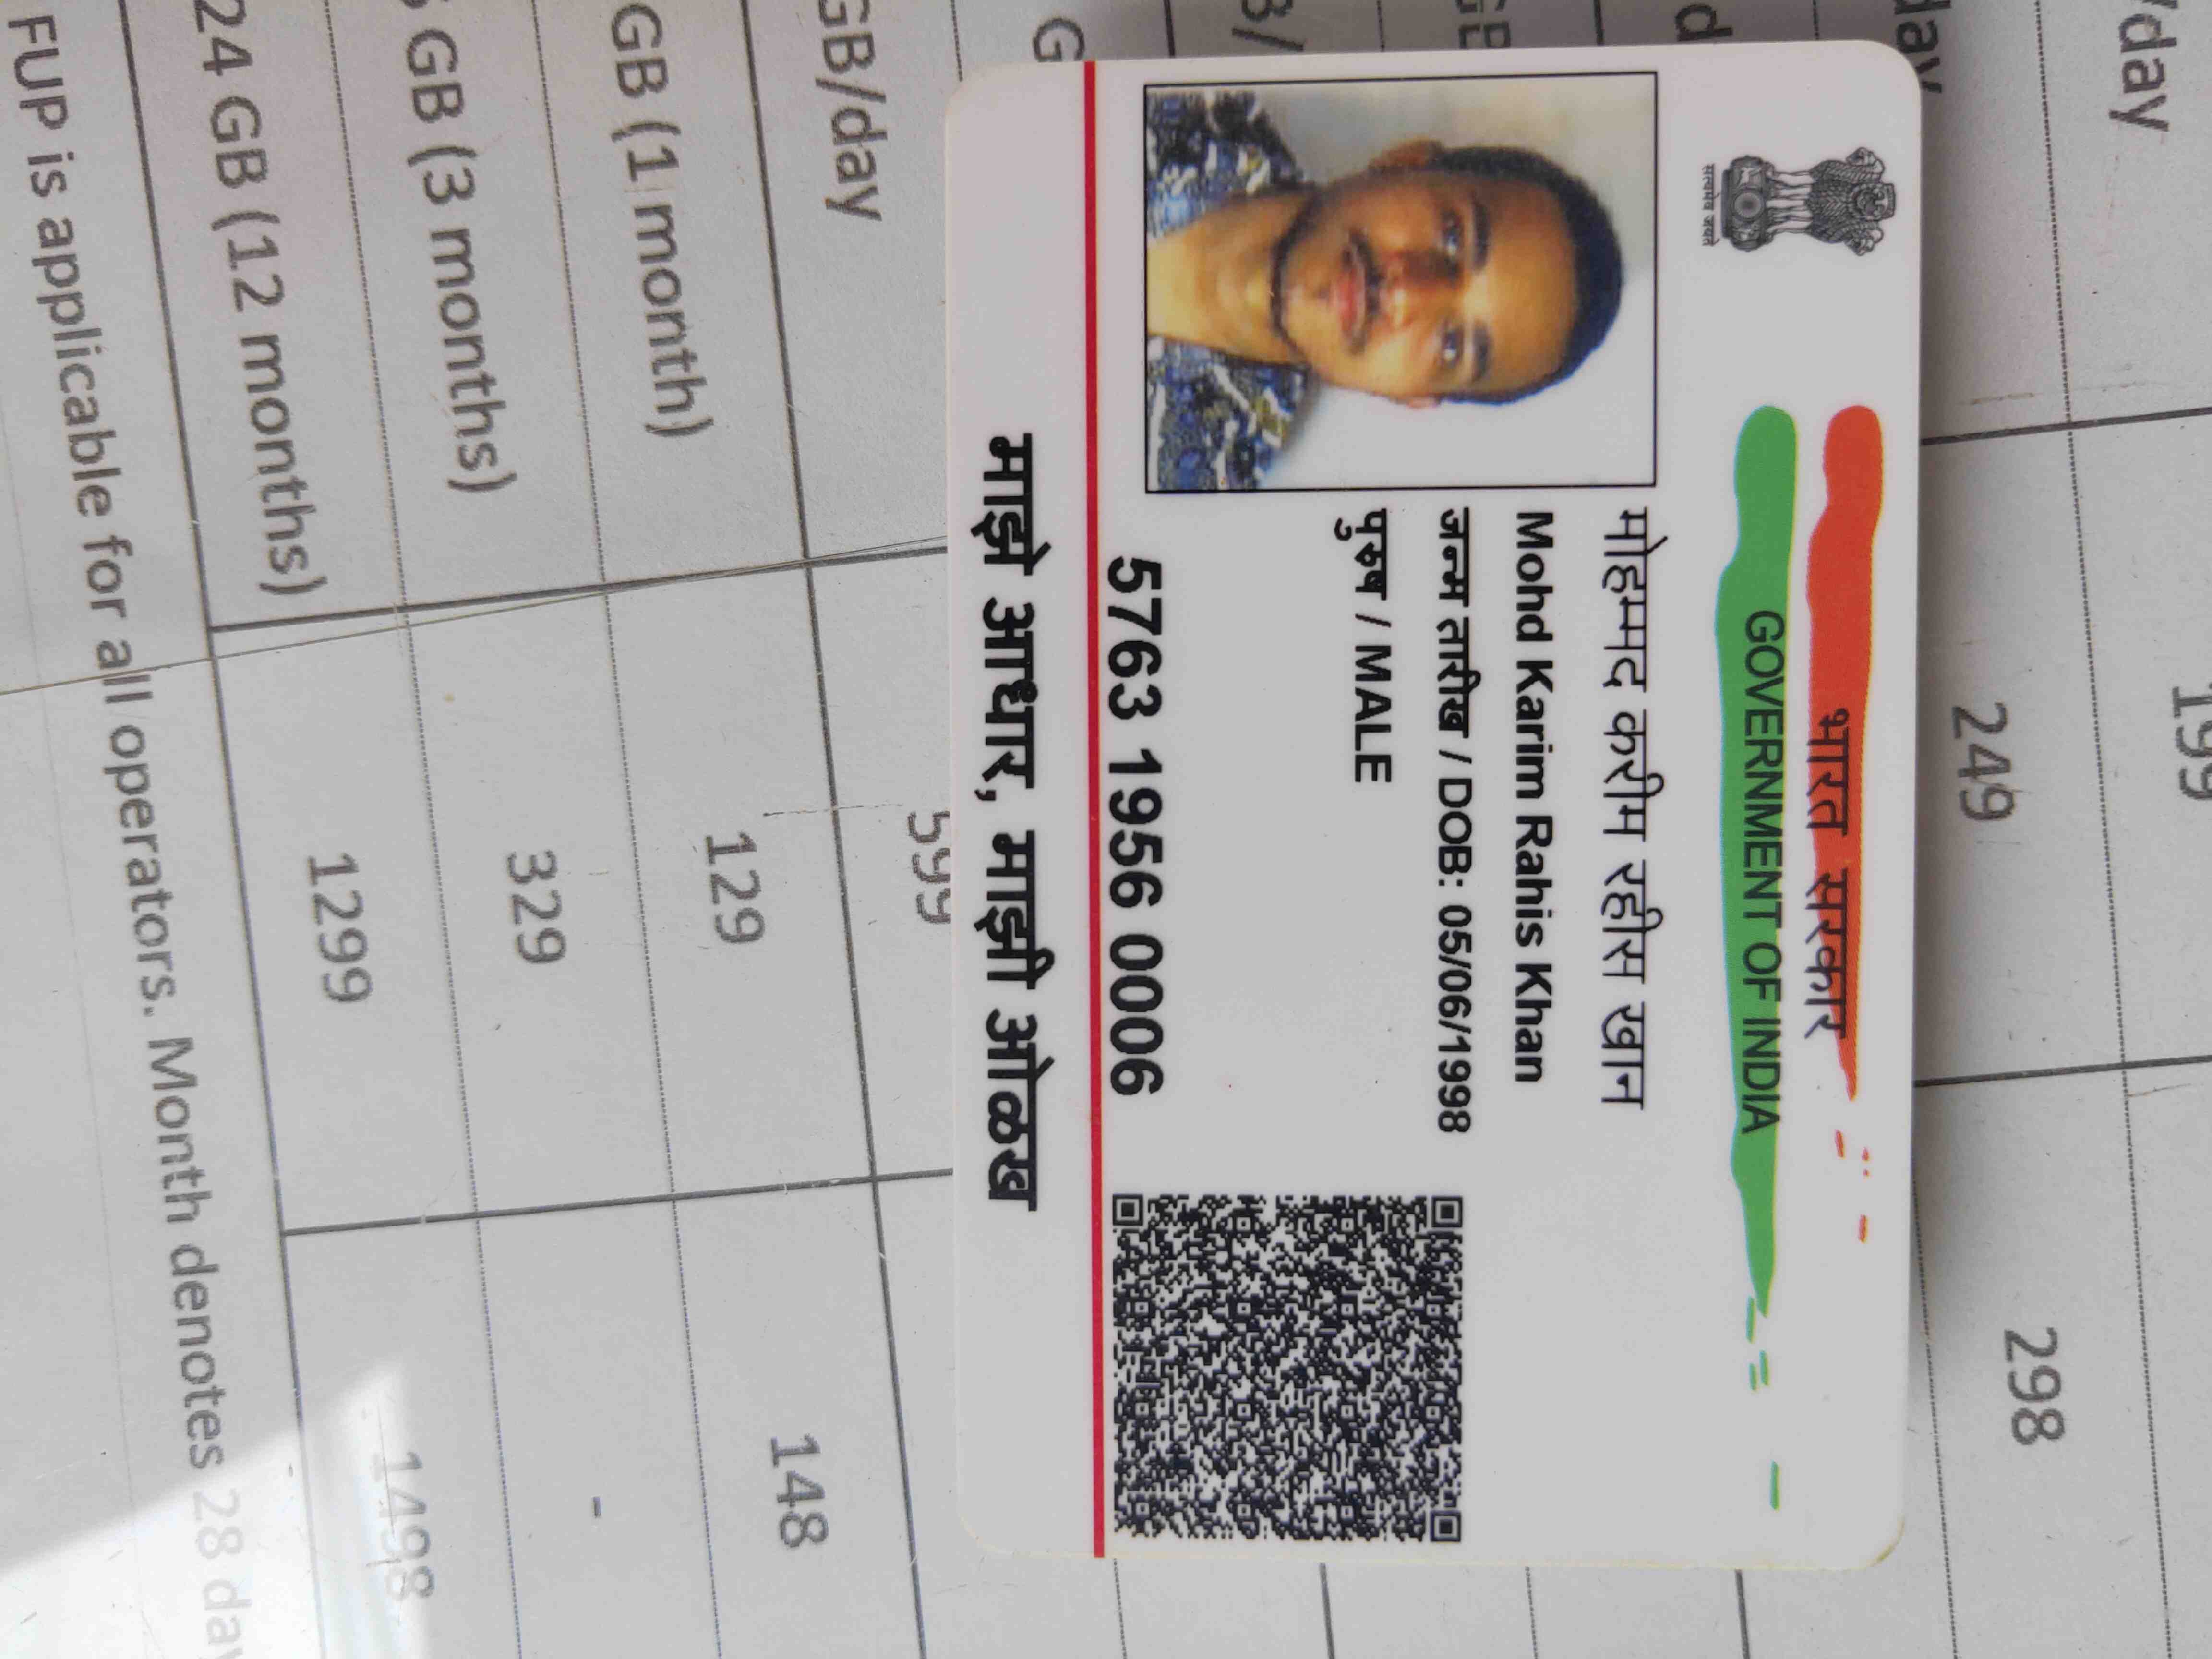 सत्यमेव जयते
भारत सरकार
GOVERNMENT OF INDIA
मोहम्मद करीम रहीस खान
Mohd Karim Rahis Khan
जन्म तारीख / DOB: 05/06/1998
पुरुष / MALE
5763 1956 0006
माझे आधार, माझी ओळख
/day 199
day 249 298
GB/day 599
GB (1 month) 129 148
GB (3 months) 329 -
24 GB (12 months) 1299 1498
FUP is applicable for all operators. Month denotes 28 day